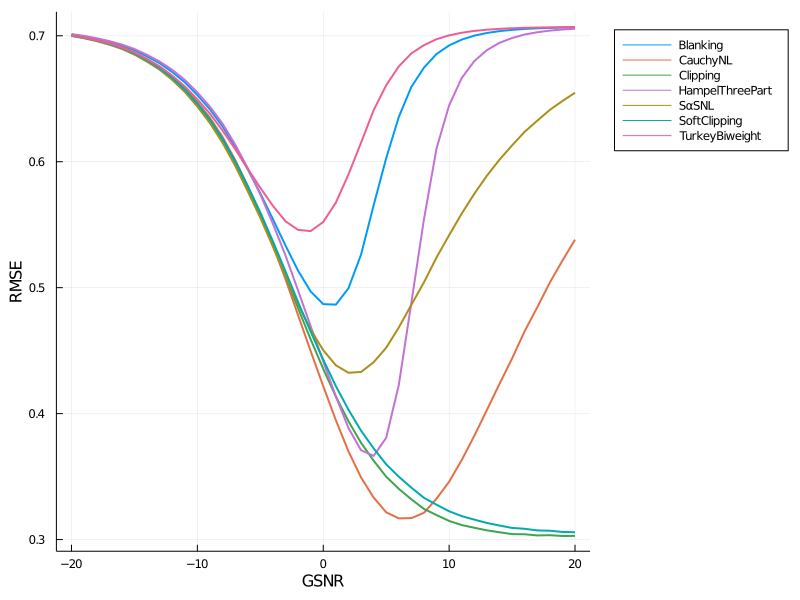 0.7
0.6
0.5
0.4
0.3
RMSE
−20
−10
0
10
20
GSNR
Blanking
CauchyNL
Clipping
HampelThreePart
SαSNL
SoftClipping
TurkeyBiweight